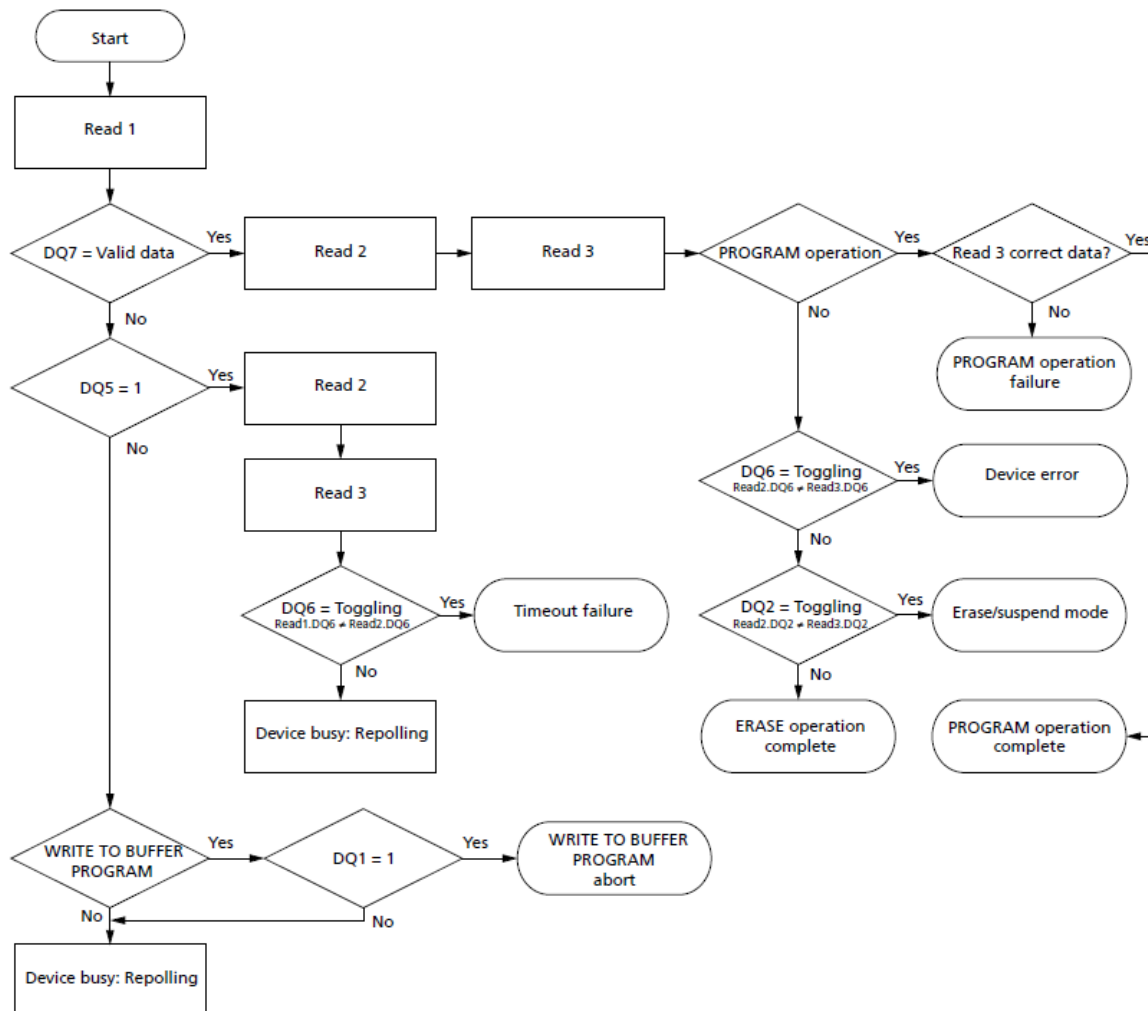 Start
Read 1
DQ7 = Valid data
Yes
Read 2
Read 3
PROGRAM operation
Yes
Read 3 correct data?
Yes
No
No
No
PROGRAM operation
failure
DQ5 = 1
Yes
Read 2
No
Read 3
DQ6 = Toggling
Read2.DQ6 ≠ Read3.DQ6
Yes
Device error
No
DQ6 = Toggling
Read1.DQ6 ≠ Read2.DQ6
Yes
Timeout failure
DQ2 = Toggling
Read2.DQ2 ≠ Read3.DQ2
Yes
Erase/suspend mode
No
No
Device busy: Repolling
ERASE operation
complete
PROGRAM operation
complete
WRITE TO BUFFER
PROGRAM
Yes
DQ1 = 1
Yes
WRITE TO BUFFER
PROGRAM
abort
No
No
Device busy: Repolling